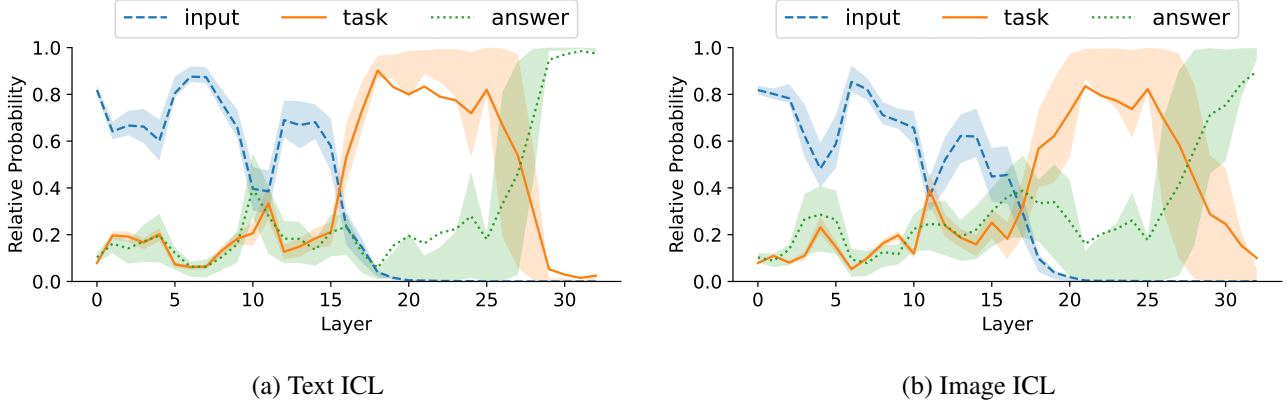 input task answer
1.0
0.8
0.6
0.4
0.2
0.0
Relative Probability
0 5 10 15 20 25 30
Layer
(a) Text ICL
input task answer
1.0
0.8
0.6
0.4
0.2
0.0
Relative Probability
0 5 10 15 20 25 30
Layer
(b) Image ICL